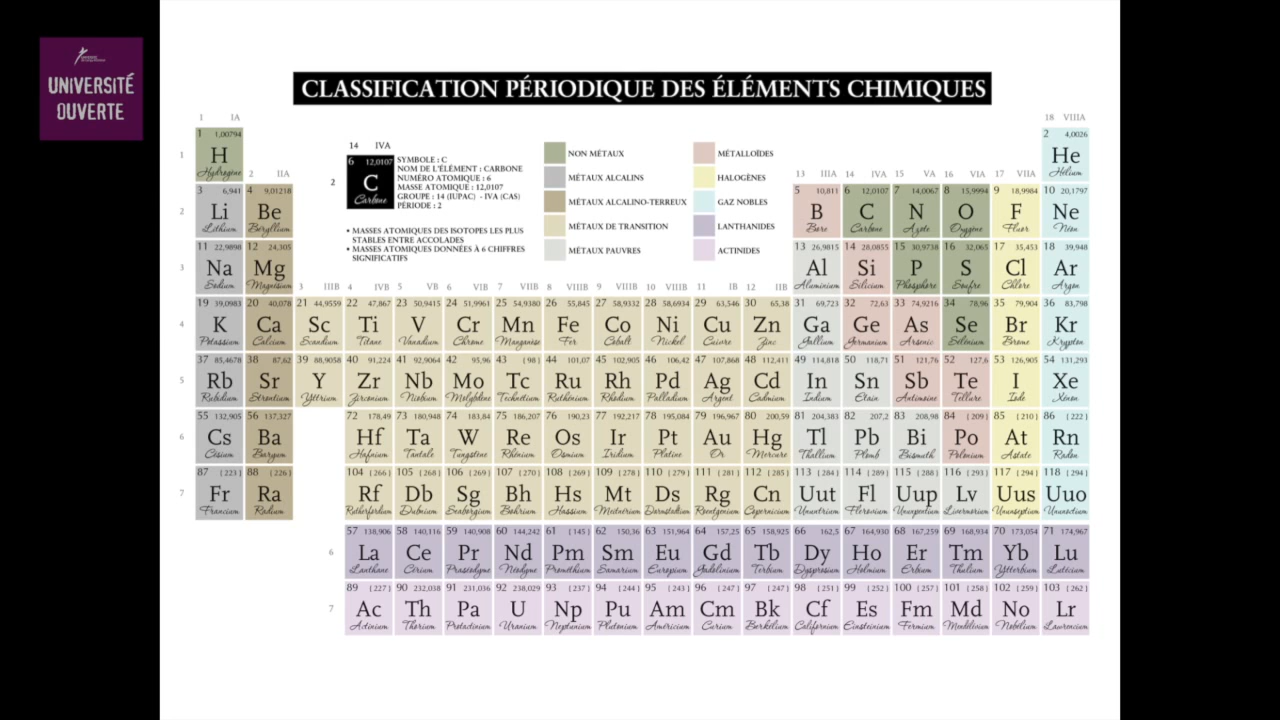 UNIVERSITÉ
OUVERTE
CLASSIFICATION PÉRIODIQUE DES ÉLÉMENTS CHIMIQUES
1 IA
18 VIIIA
1 1,00794
H
Hydrogène
2 4,0026
He
Hélium
14 IVA
6 12,0107
C
Carbone
2
SYMBOLE : C
NOM DE L'ÉLÉMENT : CARBONE
NUMÉRO ATOMIQUE : 6
MASSE ATOMIQUE : 12,0107
GROUPE : 14 (IUPAC) - IVA (CAS)
PÉRIODE : 2
• MASSES ATOMIQUES DES ISOTOPES LES PLUS
STABLES ENTRE ACCOLADES
• MASSES ATOMIQUES DONNÉES À 6 CHIFFRES
SIGNIFICATIFS
NON MÉTAUX
MÉTAUX ALCALINS
MÉTAUX ALCALINO-TERREUX
MÉTAUX DE TRANSITION
MÉTAUX PAUVRES
MÉTALLOÏDES
HALOGÈNES
GAZ NOBLES
LANTHANIDES
ACTINIDES
1
2 IIA 13 IIIA 14 IVA 15 VA 16 VIA 17 VIIA
3 6,941 4 9,01218 5 10,811 6 12,0107 7 14,0067 8 15,9994 9 18,9984 10 20,1797
2 Li Be B C N O F Ne
Lithium Béryllium Bore Carbone Azote Oxygène Fluor Néon
11 22,9898 12 24,305 13 26,9815 14 28,0855 15 30,9738 16 32,065 17 35,453 18 39,948
3 Na Mg Al Si P S Cl Ar
Sodium Magnésium Aluminium Silicium Phosphore Soufre Chlore Argon
3 IIIB 4 IVB 5 VB 6 VIB 7 VIIB 8 VIIIB 9 VIIIB 10 VIIIB 11 IB 12 IIB
19 39,0983 20 40,078 21 44,9559 22 47,867 23 50,9415 24 51,9961 25 54,9380 26 55,845 27 58,9332 28 58,6934 29 63,546 30 65,38 31 69,723 32 72,63 33 74,9216 34 78,96 35 79,904 36 83,798
4 K Ca Sc Ti V Cr Mn Fe Co Ni Cu Zn Ga Ge As Se Br Kr
Potassium Calcium Scandium Titane Vanadium Chrome Manganèse Fer Cobalt Nickel Cuivre Zinc Gallium Germanium Arsenic Sélénium Brome Krypton
37 85,4678 38 87,62 39 88,9058 40 91,224 41 92,9064 42 95,96 43 { 98 } 44 101,07 45 102,905 46 106,42 47 107,868 48 112,411 49 114,818 50 118,71 51 121,76 52 127,6 53 126,905 54 131,293
5 Rb Sr Y Zr Nb Mo Tc Ru Rh Pd Ag Cd In Sn Sb Te I Xe
Rubidium Strontium Yttrium Zirconium Niobium Molybdène Technétium Ruthénium Rhodium Palladium Argent Cadmium Indium Etain Antimoine Tellure Iode Xénon
55 132,905 56 137,327 72 178,49 73 180,948 74 183,84 75 186,207 76 190,23 77 192,217 78 195,084 79 196,967 80 200,59 81 204,383 82 207,2 83 208,98 84 { 209 } 85 { 210 } 86 { 222 }
6 Cs Ba Hf Ta W Re Os Ir Pt Au Hg Tl Pb Bi Po At Rn
Césium Baryum Hafnium Tantale Tungstène Rhénium Osmium Iridium Platine Or Mercure Thallium Plomb Bismuth Polonium Astate Radon
87 { 223 } 88 { 226 } 104 { 266 } 105 { 268 } 106 { 269 } 107 { 270 } 108 { 269 } 109 { 278 } 110 { 279 } 111 { 281 } 112 { 285 } 113 { 284 } 114 { 289 } 115 { 288 } 116 { 293 } 117 { 294 } 118 { 294 }
7 Fr Ra Rf Db Sg Bh Hs Mt Ds Rg Cn Uut Fl Uup Lv Uus Uuo
Francium Radium Rutherfordium Dubnium Seaborgium Bohrium Hassium Meitnérium Darmstadtium Roentgenium Copernicium Ununtrium Flérovium Ununpentium Livermorium Ununseptium Ununoctium
57 138,906 58 140,116 59 140,908 60 144,242 61 { 145 } 62 150,36 63 151,964 64 157,25 65 158,925 66 162,5 67 164,930 68 167,259 69 168,934 70 173,054 71 174,967
6 La Ce Pr Nd Pm Sm Eu Gd Tb Dy Ho Er Tm Yb Lu
Lanthane Cérium Praséodyme Néodyme Prométhium Samarium Europium Gadolinium Terbium Dysprosium Holmium Erbium Thulium Ytterbium Lutécium
89 { 227 } 90 232,038 91 231,036 92 238,029 93 { 237 } 94 { 244 } 95 { 243 } 96 { 247 } 97 { 247 } 98 { 251 } 99 { 252 } 100 { 257 } 101 { 258 } 102 { 259 } 103 { 262 }
7 Ac Th Pa U Np Pu Am Cm Bk Cf Es Fm Md No Lr
Actinium Thorium Protactinium Uranium Neptunium Plutonium Américium Curium Berkélium Californium Einsteinium Fermium Mendélévium Nobélium Lawrencium